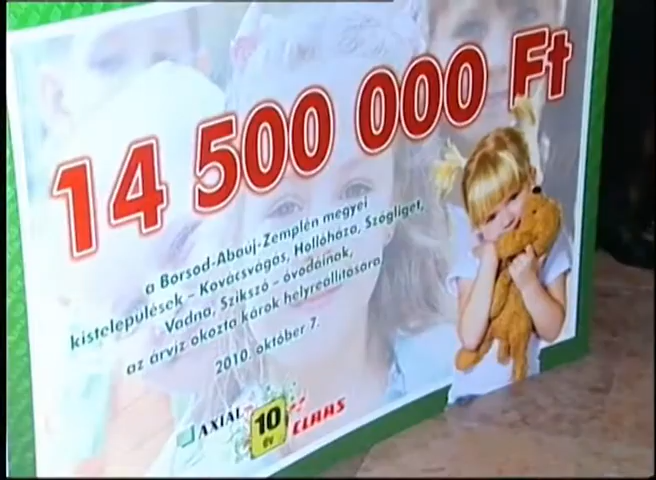 14 500 000 Ft
a Borsod-Abaúj-Zemplén megyei
kistelepülések - Kovácsvágás, Hollóháza, Szögliget,
Vadna, Szikszó - óvodáinak,
az árvíz okozta károk helyreállítására.
2010. október 7.
AXIÁL 10 év CLAAS